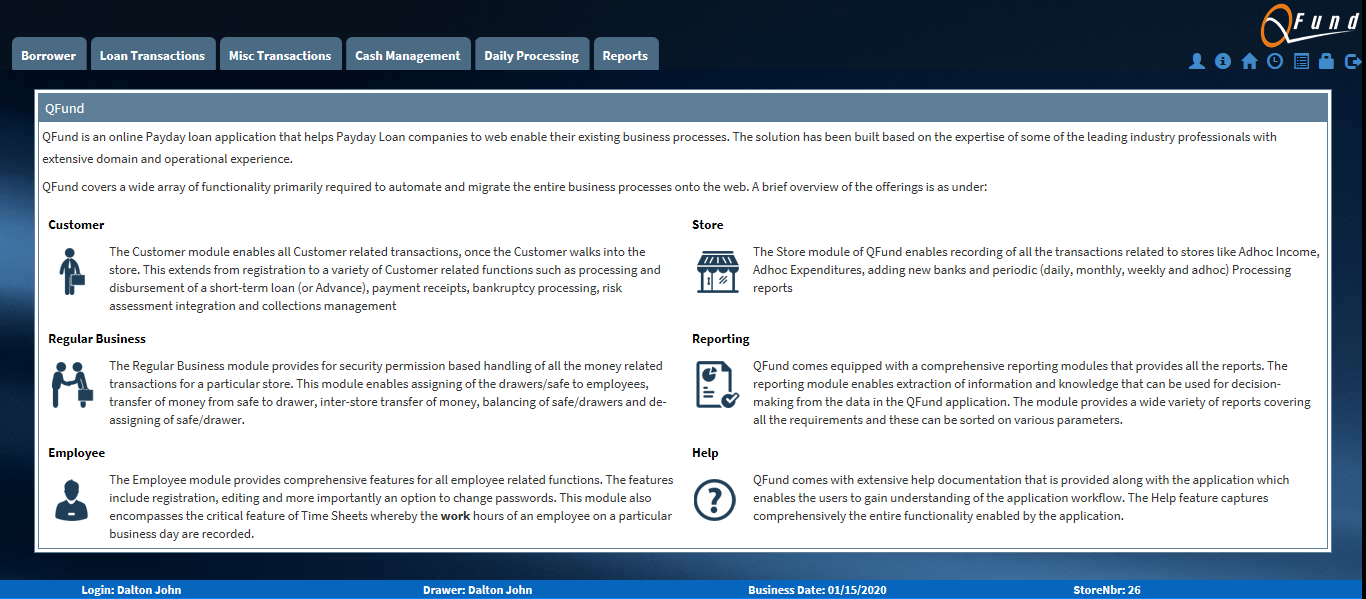 QFund
Borrower
Loan Transactions
Misc Transactions
Cash Management
Daily Processing
Reports
QFund
QFund is an online Payday loan application that helps Payday Loan companies to web enable their existing business processes. The solution has been built based on the expertise of some of the leading industry professionals with
extensive domain and operational experience.
QFund covers a wide array of functionality primarily required to automate and migrate the entire business processes onto the web. A brief overview of the offerings is as under:
Customer
The Customer module enables all Customer related transactions, once the Customer walks into the
store. This extends from registration to a variety of Customer related functions such as processing and
disbursement of a short-term loan (or Advance), payment receipts, bankruptcy processing, risk
assessment integration and collections management
Store
The Store module of QFund enables recording of all the transactions related to stores like Adhoc Income,
Adhoc Expenditures, adding new banks and periodic (daily, monthly, weekly and adhoc) Processing
reports
Regular Business
The Regular Business module provides for security permission based handling of all the money related
transactions for a particular store. This module enables assigning of the drawers/safe to employees,
transfer of money from safe to drawer, inter-store transfer of money, balancing of safe/drawers and de-
assigning of safe/drawer.
Reporting
QFund comes equipped with a comprehensive reporting modules that provides all the reports. The
reporting module enables extraction of information and knowledge that can be used for decision-
making from the data in the QFund application. The module provides a wide variety of reports covering
all the requirements and these can be sorted on various parameters.
Employee
The Employee module provides comprehensive features for all employee related functions. The features
include registration, editing and more importantly an option to change passwords. This module also
encompasses the critical feature of Time Sheets whereby the work hours of an employee on a particular
business day are recorded.
Help
QFund comes with extensive help documentation that is provided along with the application which
enables the users to gain understanding of the application workflow. The Help feature captures
comprehensively the entire functionality enabled by the application.
Login: Dalton John
Drawer: Dalton John
Business Date: 01/15/2020
StoreNbr: 26